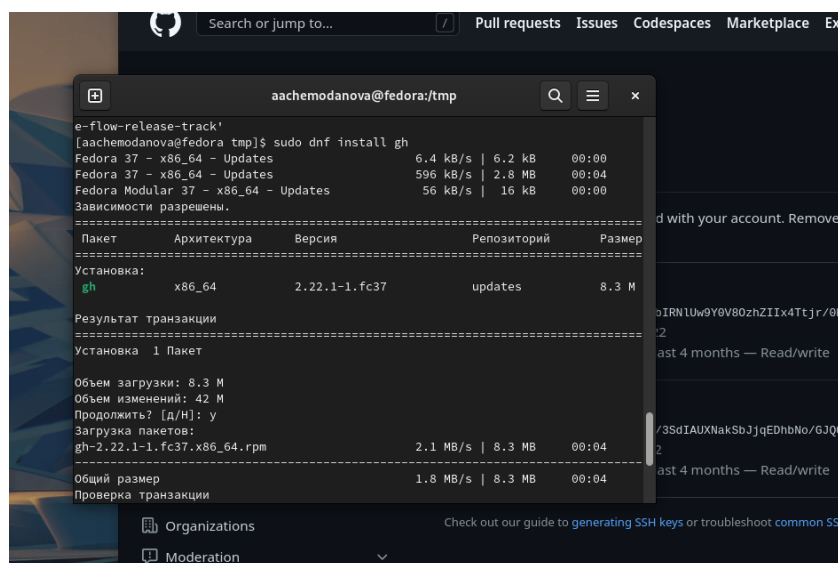 Search or jump to... / Pull requests Issues Codespaces Marketplace Ex
aachemodanova@fedora:/tmp
e-flow-release-track'
[aachemodanova@fedora tmp]$ sudo dnf install gh
Fedora 37 - x86_64 - Updates 6.4 kB/s | 6.2 kB 00:00
Fedora 37 - x86_64 - Updates 596 kB/s | 2.8 MB 00:04
Fedora Modular 37 - x86_64 - Updates 56 kB/s | 16 kB 00:00
Зависимости разрешены.
Пакет Архитектура Версия Репозиторий Размер
Установка:
gh x86_64 2.22.1-1.fc37 updates 8.3 M
Результат транзакции
Установка 1 Пакет
Объем загрузки: 8.3 M
Объем изменений: 42 M
Продолжить? [д/Н]: y
Загрузка пакетов:
gh-2.22.1-1.fc37.x86_64.rpm 2.1 MB/s | 8.3 MB 00:04
Общий размер 1.8 MB/s | 8.3 MB 00:04
Проверка транзакции
d with your account. Remove
ast 4 months — Read/write
ast 4 months — Read/write
Check out our guide to generating SSH keys or troubleshoot common SS
Organizations
Moderation